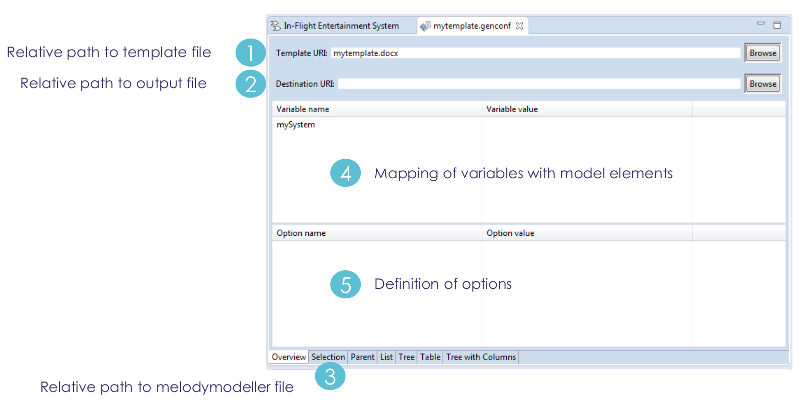 In-Flight Entertainment System
mytemplate.genconf
Relative path to template file
1
Template URI:
mytemplate.docx
Browse
Relative path to output file
2
Destination URI:
Browse
Variable name
Variable value
mySystem
4
Mapping of variables with model elements
Option name
Option value
5
Definition of options
Overview Selection Parent List Tree Table Tree with Columns
3
Relative path to melodymodeller file